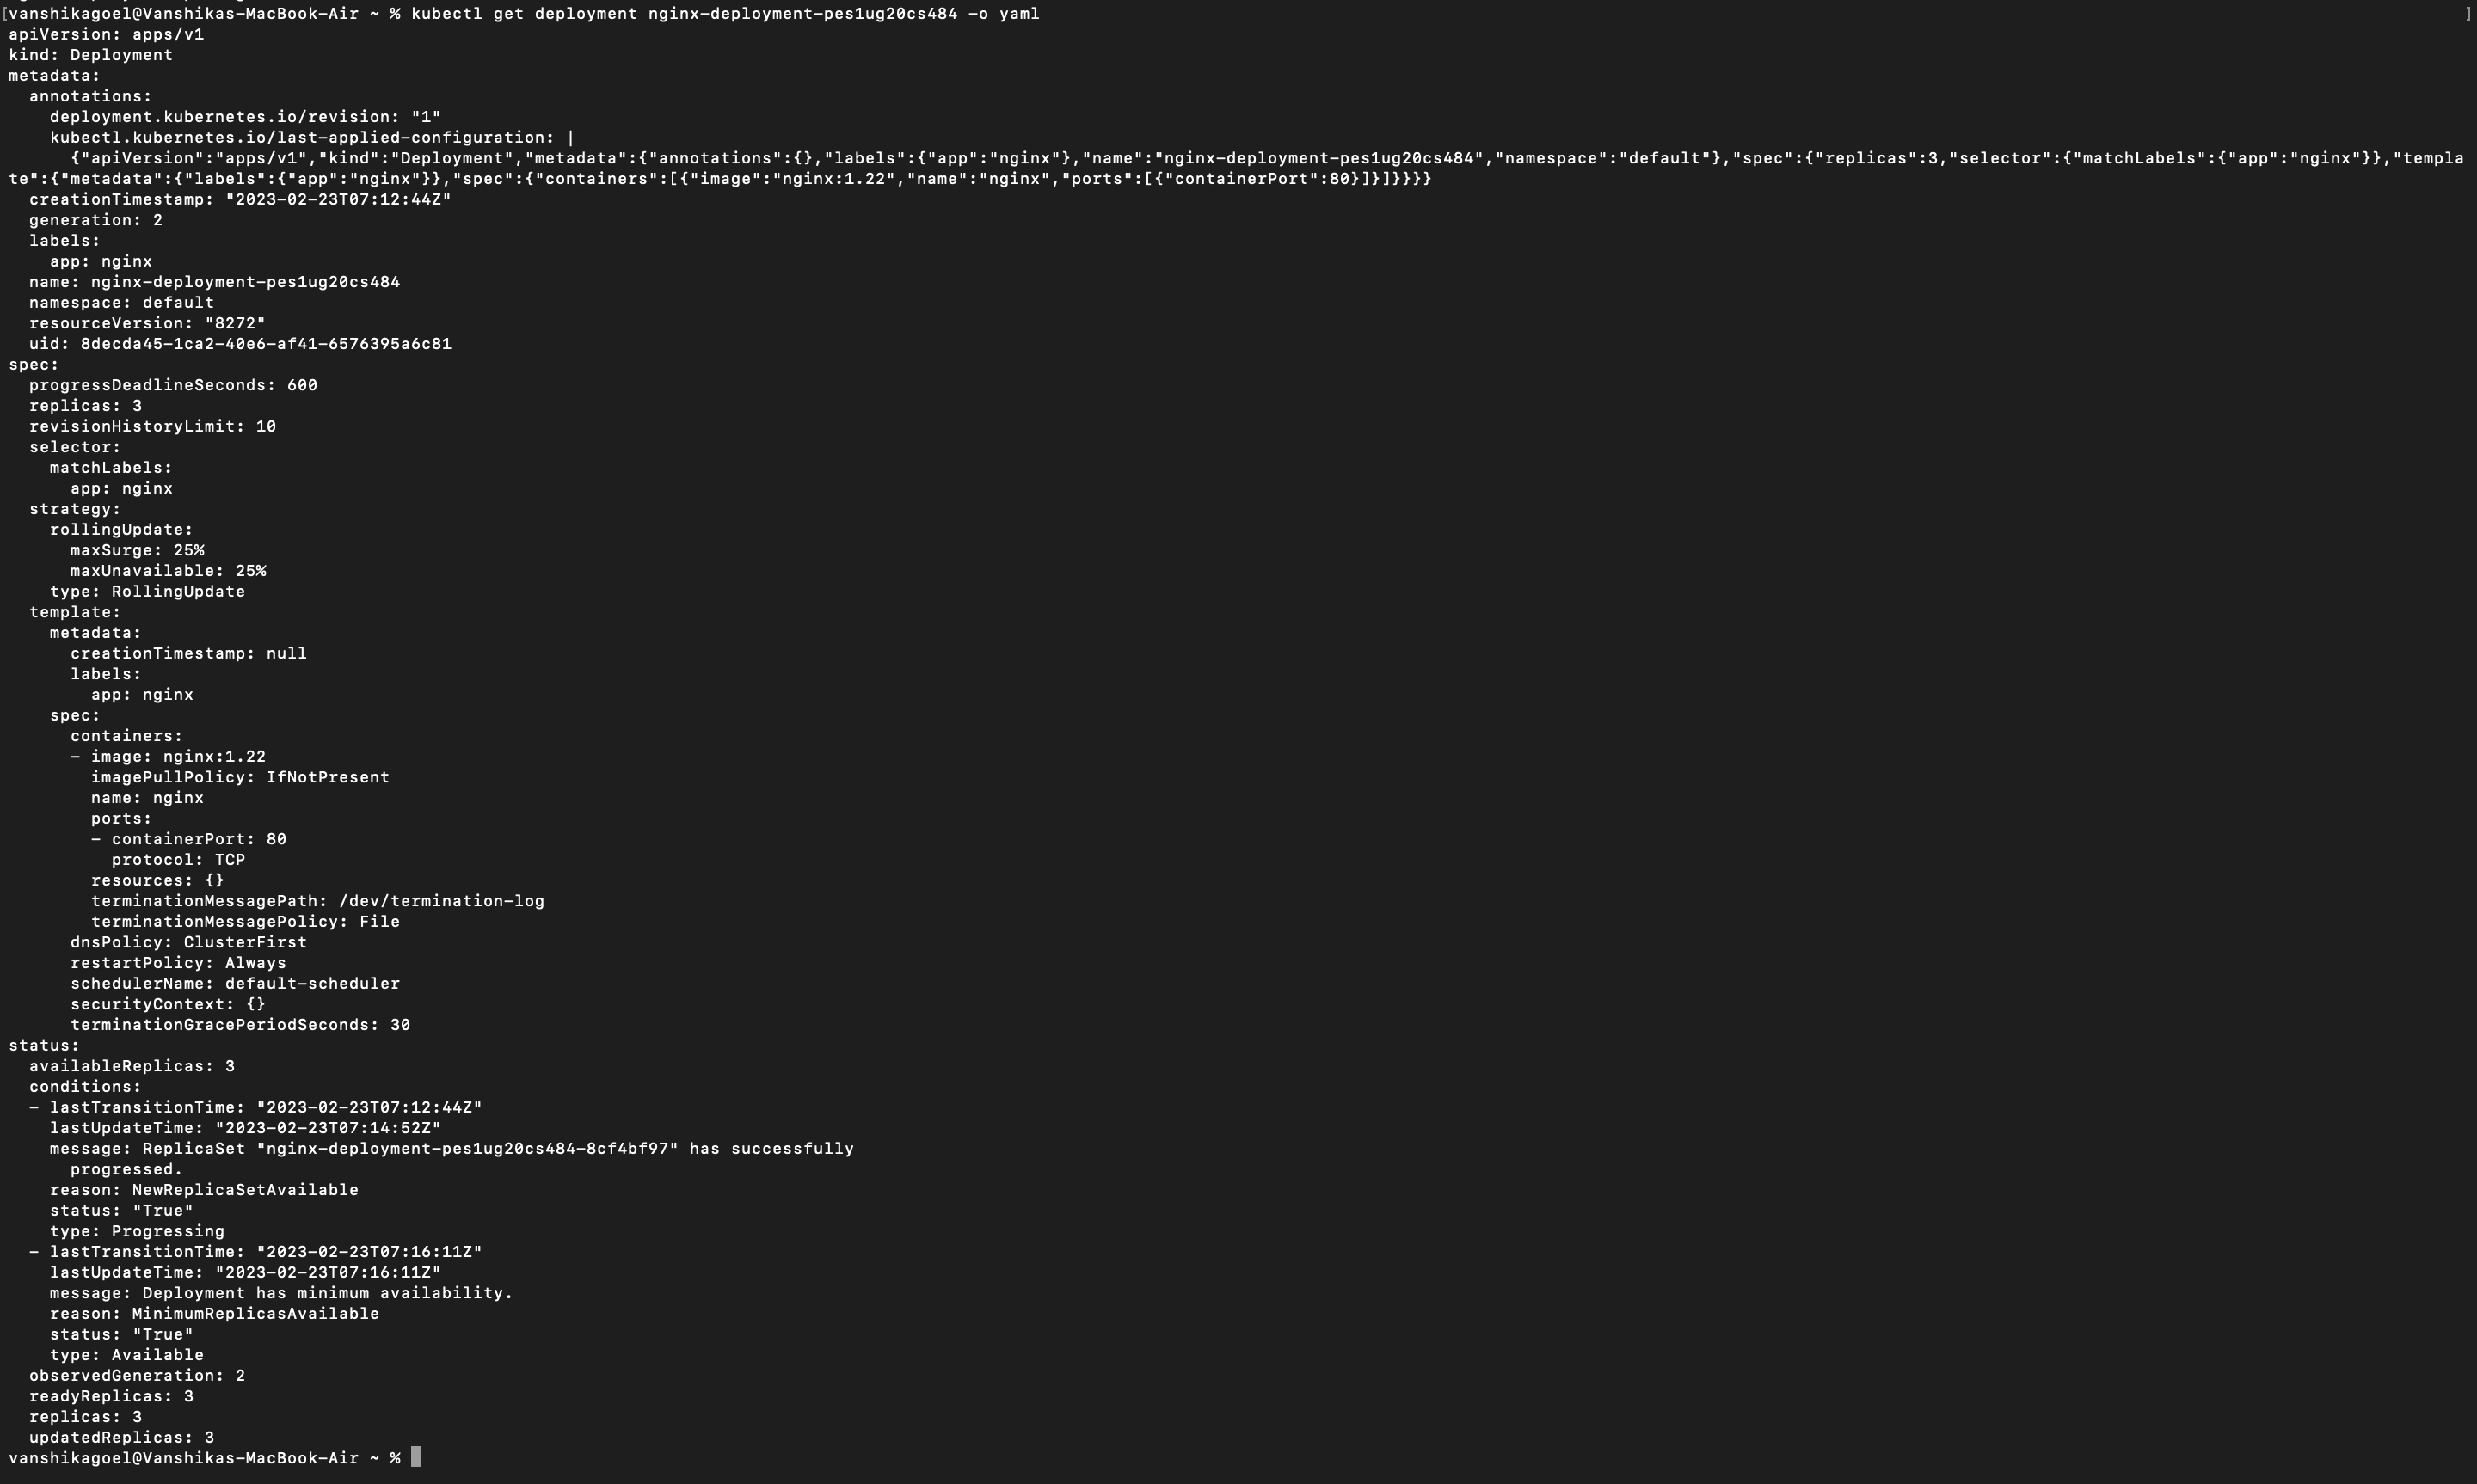 [vanshikagoel@Vanshikas-MacBook-Air ~ % kubectl get deployment nginx-deployment-pes1ug20cs484 -o yaml ]
apiVersion: apps/v1
kind: Deployment
metadata:
  annotations:
    deployment.kubernetes.io/revision: "1"
    kubectl.kubernetes.io/last-applied-configuration: |
      {"apiVersion":"apps/v1","kind":"Deployment","metadata":{"annotations":{},"labels":{"app":"nginx"},"name":"nginx-deployment-pes1ug20cs484","namespace":"default"},"spec":{"replicas":3,"selector":{"matchLabels":{"app":"nginx"}},"templa
te":{"metadata":{"labels":{"app":"nginx"}},"spec":{"containers":[{"image":"nginx:1.22","name":"nginx","ports":[{"containerPort":80}]}]}}}}
  creationTimestamp: "2023-02-23T07:12:44Z"
  generation: 2
  labels:
    app: nginx
  name: nginx-deployment-pes1ug20cs484
  namespace: default
  resourceVersion: "8272"
  uid: 8decda45-1ca2-40e6-af41-6576395a6c81
spec:
  progressDeadlineSeconds: 600
  replicas: 3
  revisionHistoryLimit: 10
  selector:
    matchLabels:
      app: nginx
  strategy:
    rollingUpdate:
      maxSurge: 25%
      maxUnavailable: 25%
    type: RollingUpdate
  template:
    metadata:
      creationTimestamp: null
      labels:
        app: nginx
    spec:
      containers:
      - image: nginx:1.22
        imagePullPolicy: IfNotPresent
        name: nginx
        ports:
        - containerPort: 80
          protocol: TCP
        resources: {}
        terminationMessagePath: /dev/termination-log
        terminationMessagePolicy: File
      dnsPolicy: ClusterFirst
      restartPolicy: Always
      schedulerName: default-scheduler
      securityContext: {}
      terminationGracePeriodSeconds: 30
status:
  availableReplicas: 3
  conditions:
  - lastTransitionTime: "2023-02-23T07:12:44Z"
    lastUpdateTime: "2023-02-23T07:14:52Z"
    message: ReplicaSet "nginx-deployment-pes1ug20cs484-8cf4bf97" has successfully
      progressed.
    reason: NewReplicaSetAvailable
    status: "True"
    type: Progressing
  - lastTransitionTime: "2023-02-23T07:16:11Z"
    lastUpdateTime: "2023-02-23T07:16:11Z"
    message: Deployment has minimum availability.
    reason: MinimumReplicasAvailable
    status: "True"
    type: Available
  observedGeneration: 2
  readyReplicas: 3
  replicas: 3
  updatedReplicas: 3
vanshikagoel@Vanshikas-MacBook-Air ~ %